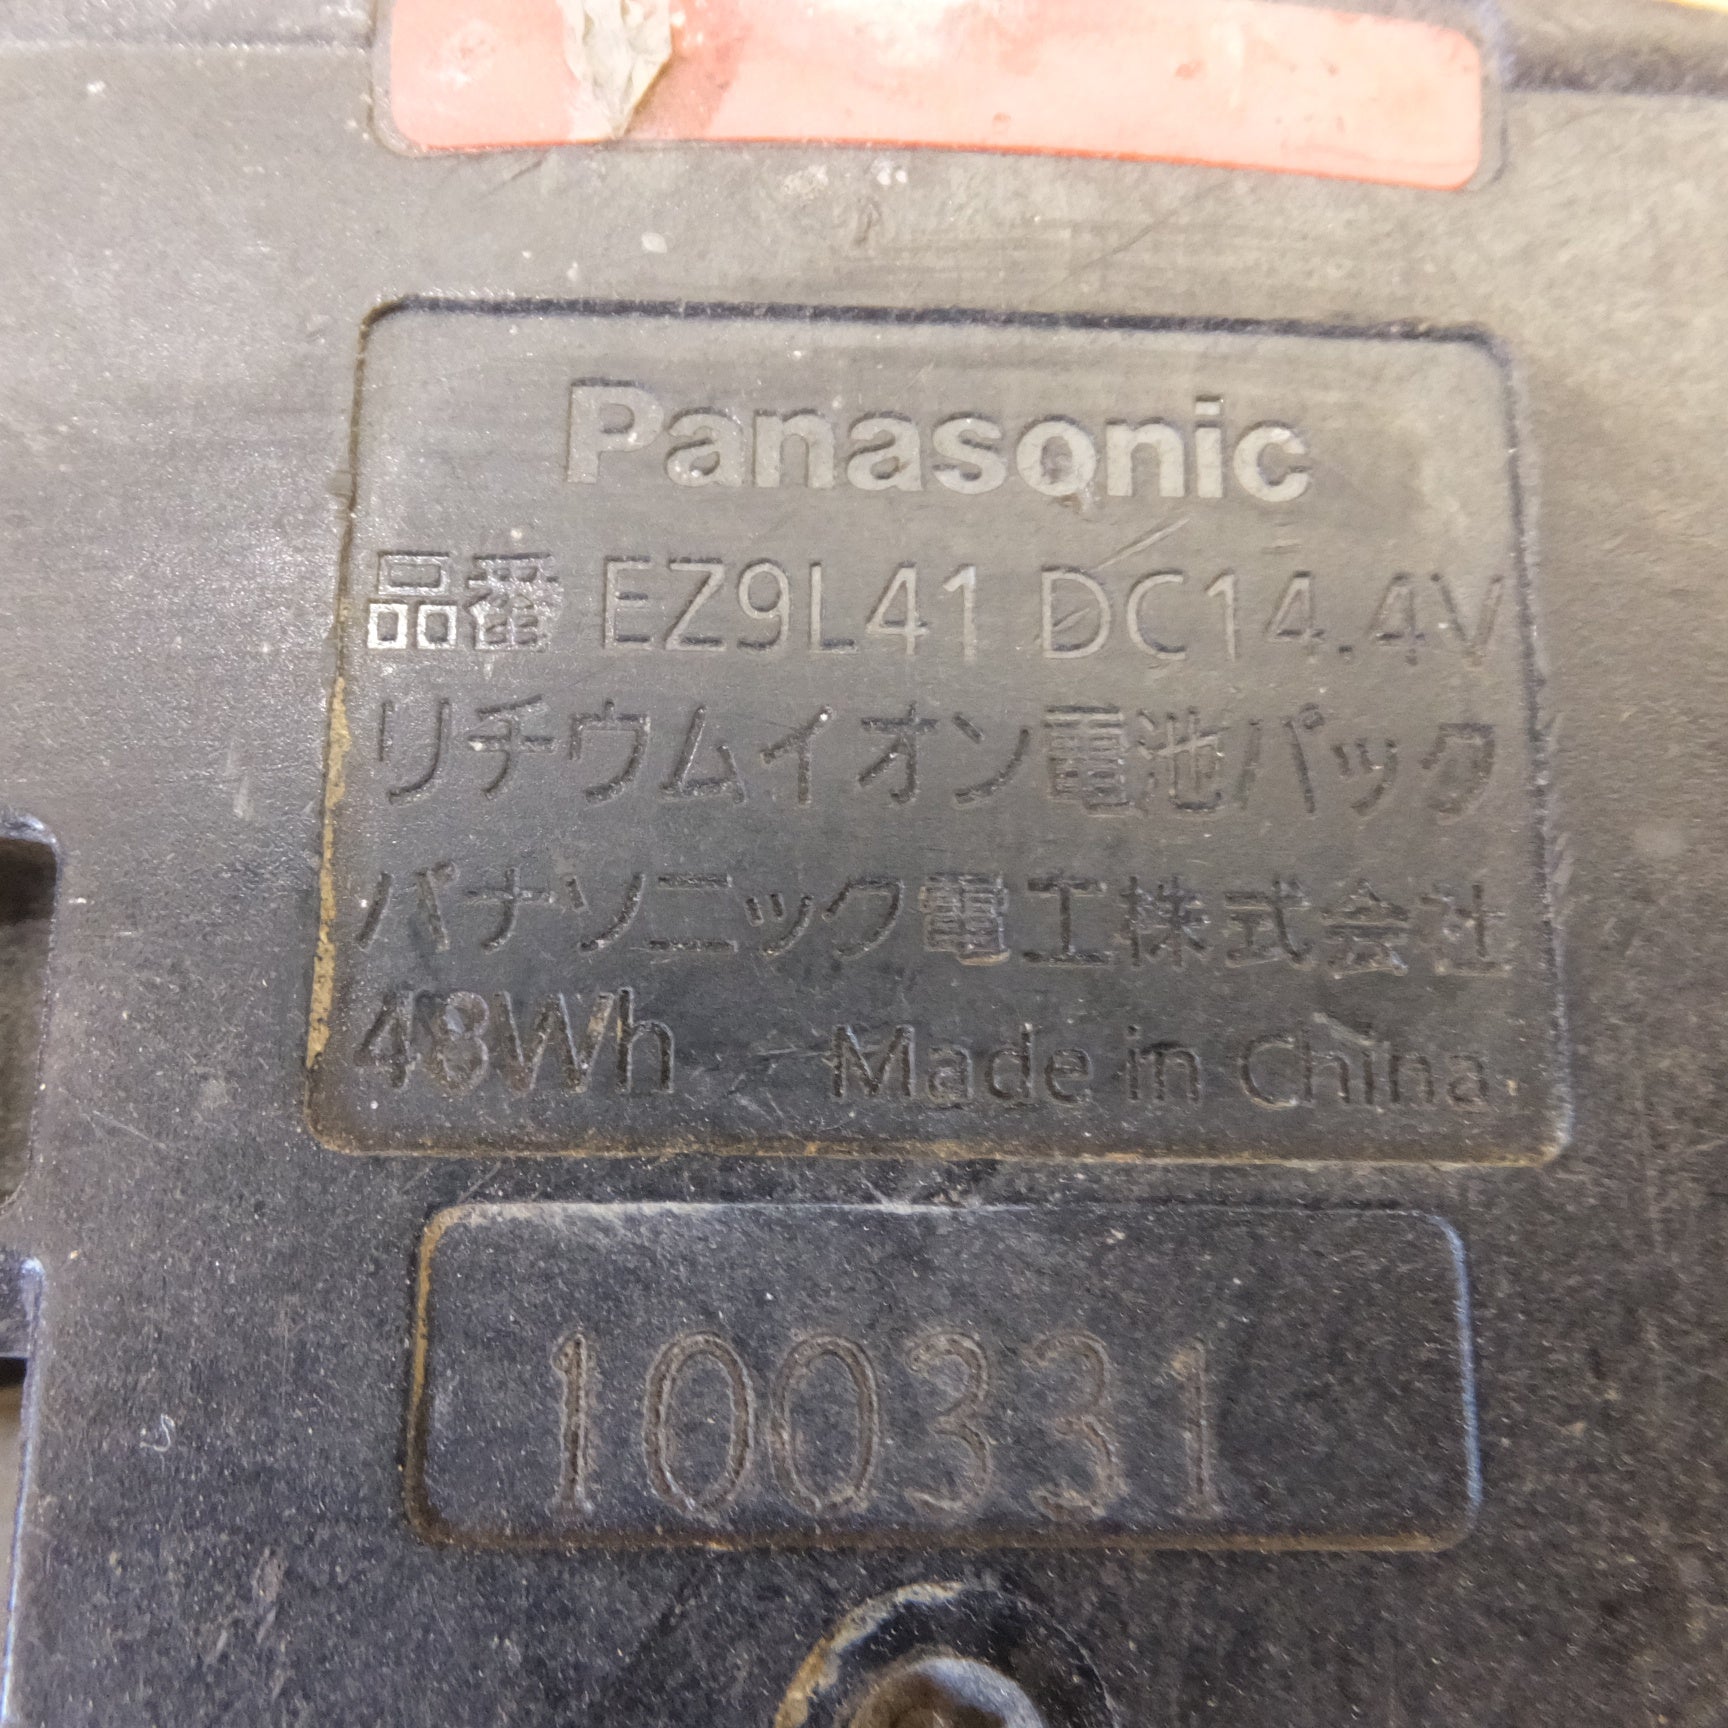 Panasonic
品番 EZ9L41 DC14.4V
リチウムイオン電池パック
パナソニック電工株式会社
48Wh Made in China
100331